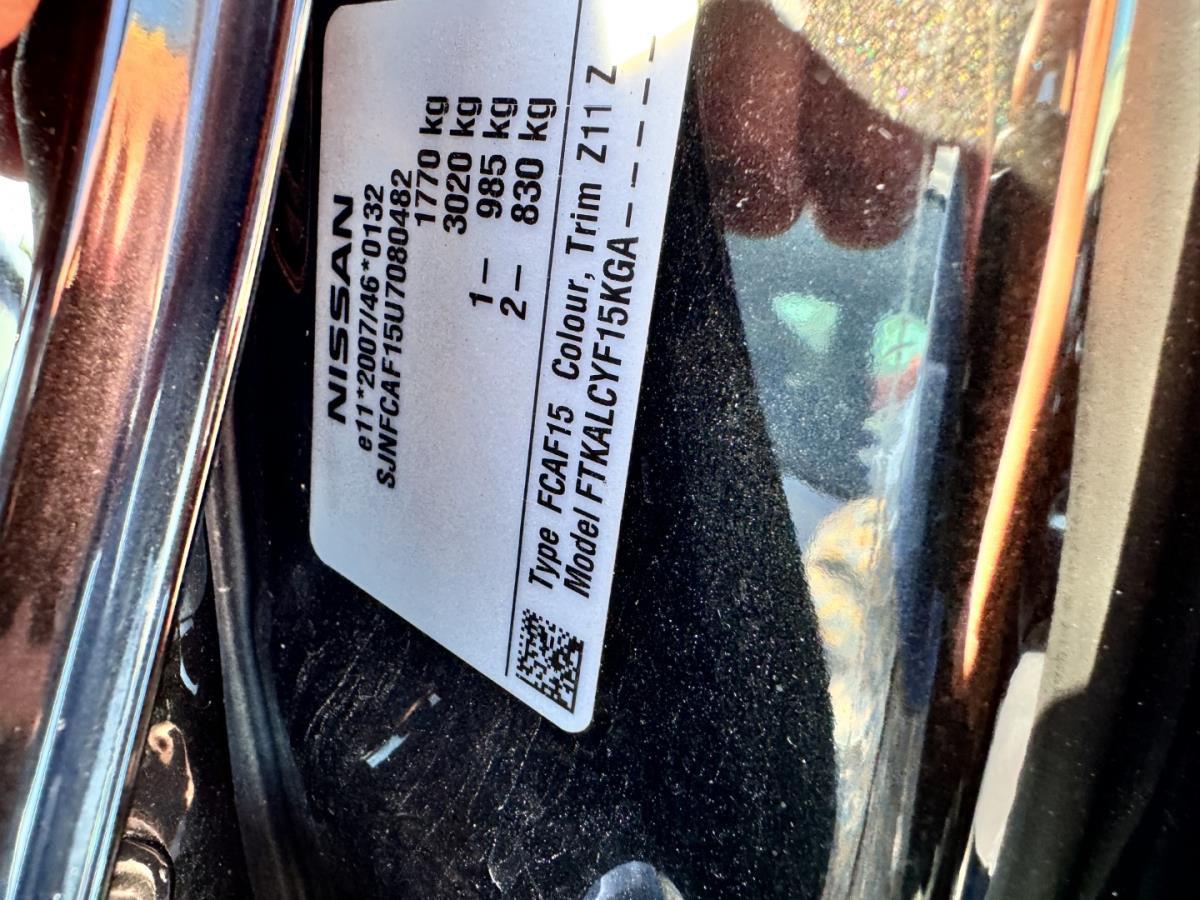 NISSAN
e11*2007/46*0132
SJNFCAF15U7080482
1770 kg
3020 kg
1– 985 kg
2– 830 kg
Type FCAF15 Colour, Trim Z11 Z
Model FTKALCYF15KGA-------